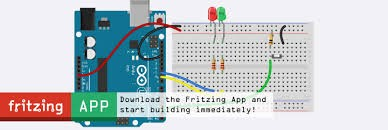 fritzing
APP
Download the Fritzing App and
start building immediately!